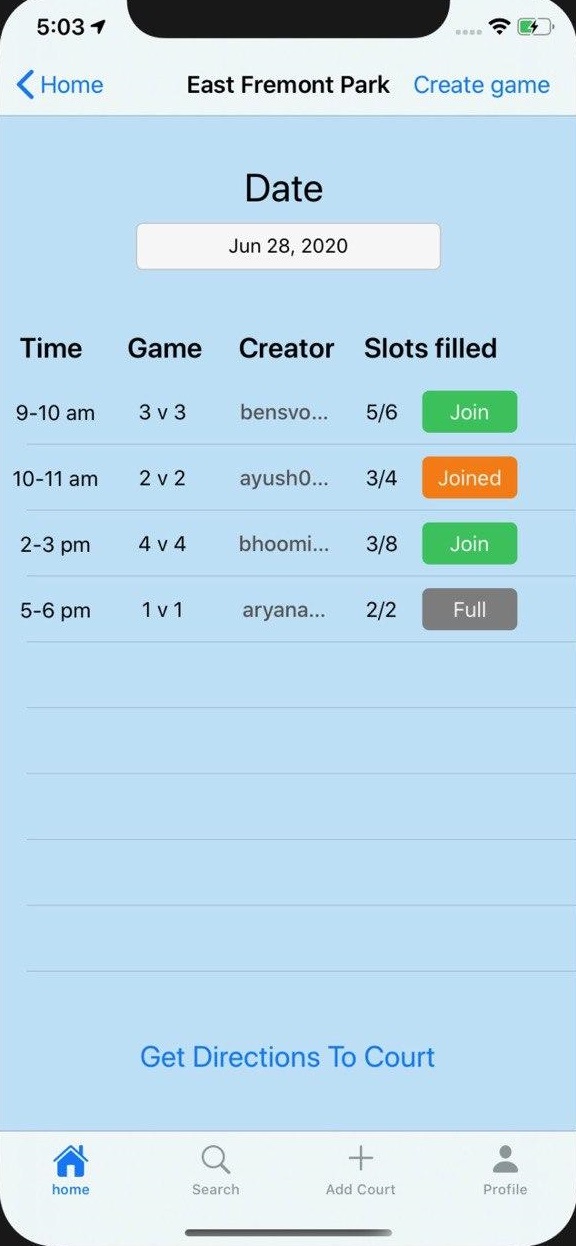 5:03
Home East Fremont Park Create game
Date
Jun 28, 2020
Time Game Creator Slots filled
9-10 am 3 v 3 bensvo... 5/6 Join
10-11 am 2 v 2 ayush0... 3/4 Joined
2-3 pm 4 v 4 bhoomi... 3/8 Join
5-6 pm 1 v 1 aryana... 2/2 Full
Get Directions To Court
home Search Add Court Profile